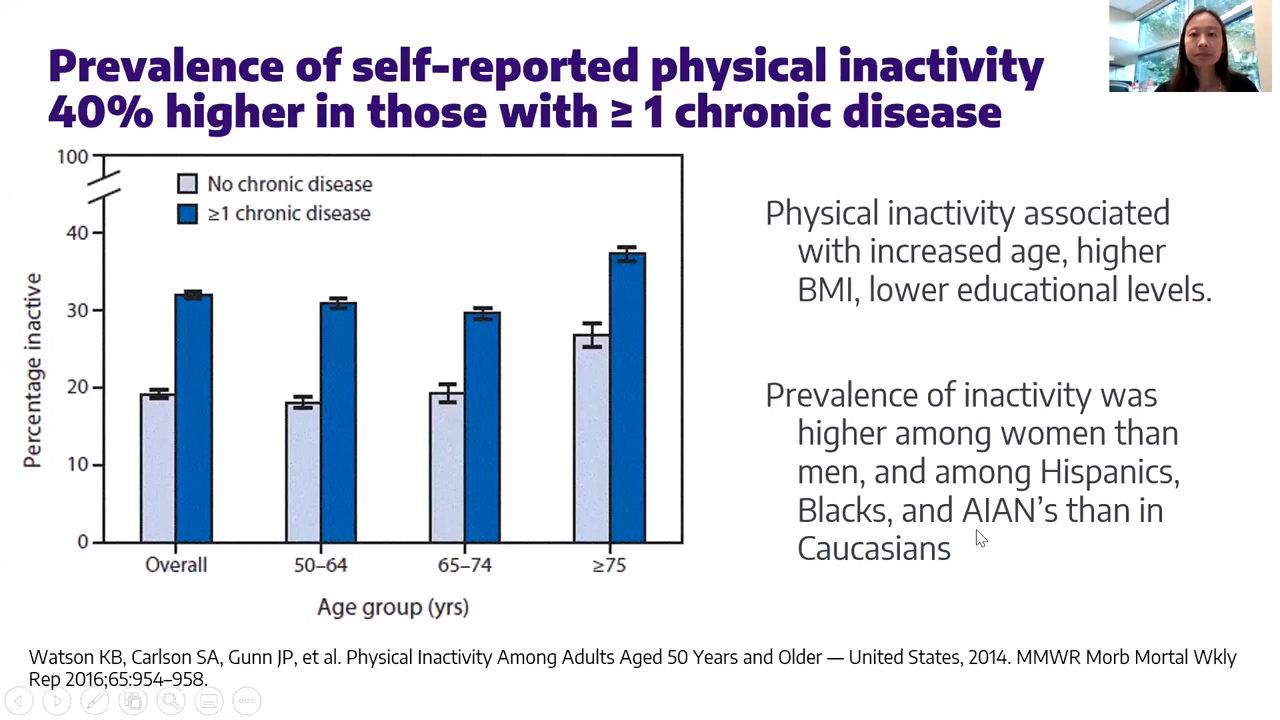 Prevalence of self-reported physical inactivity
40% higher in those with ≥ 1 chronic disease
100
40
30
20
10
0
Percentage inactive
No chronic disease
≥1 chronic disease
Overall
50–64
65–74
≥75
Age group (yrs)
Physical inactivity associated
with increased age, higher
BMI, lower educational levels.
Prevalence of inactivity was
higher among women than
men, and among Hispanics,
Blacks, and AIAN’s than in
Caucasians
Watson KB, Carlson SA, Gunn JP, et al. Physical Inactivity Among Adults Aged 50 Years and Older — United States, 2014. MMWR Morb Mortal Wkly
Rep 2016;65:954–958.